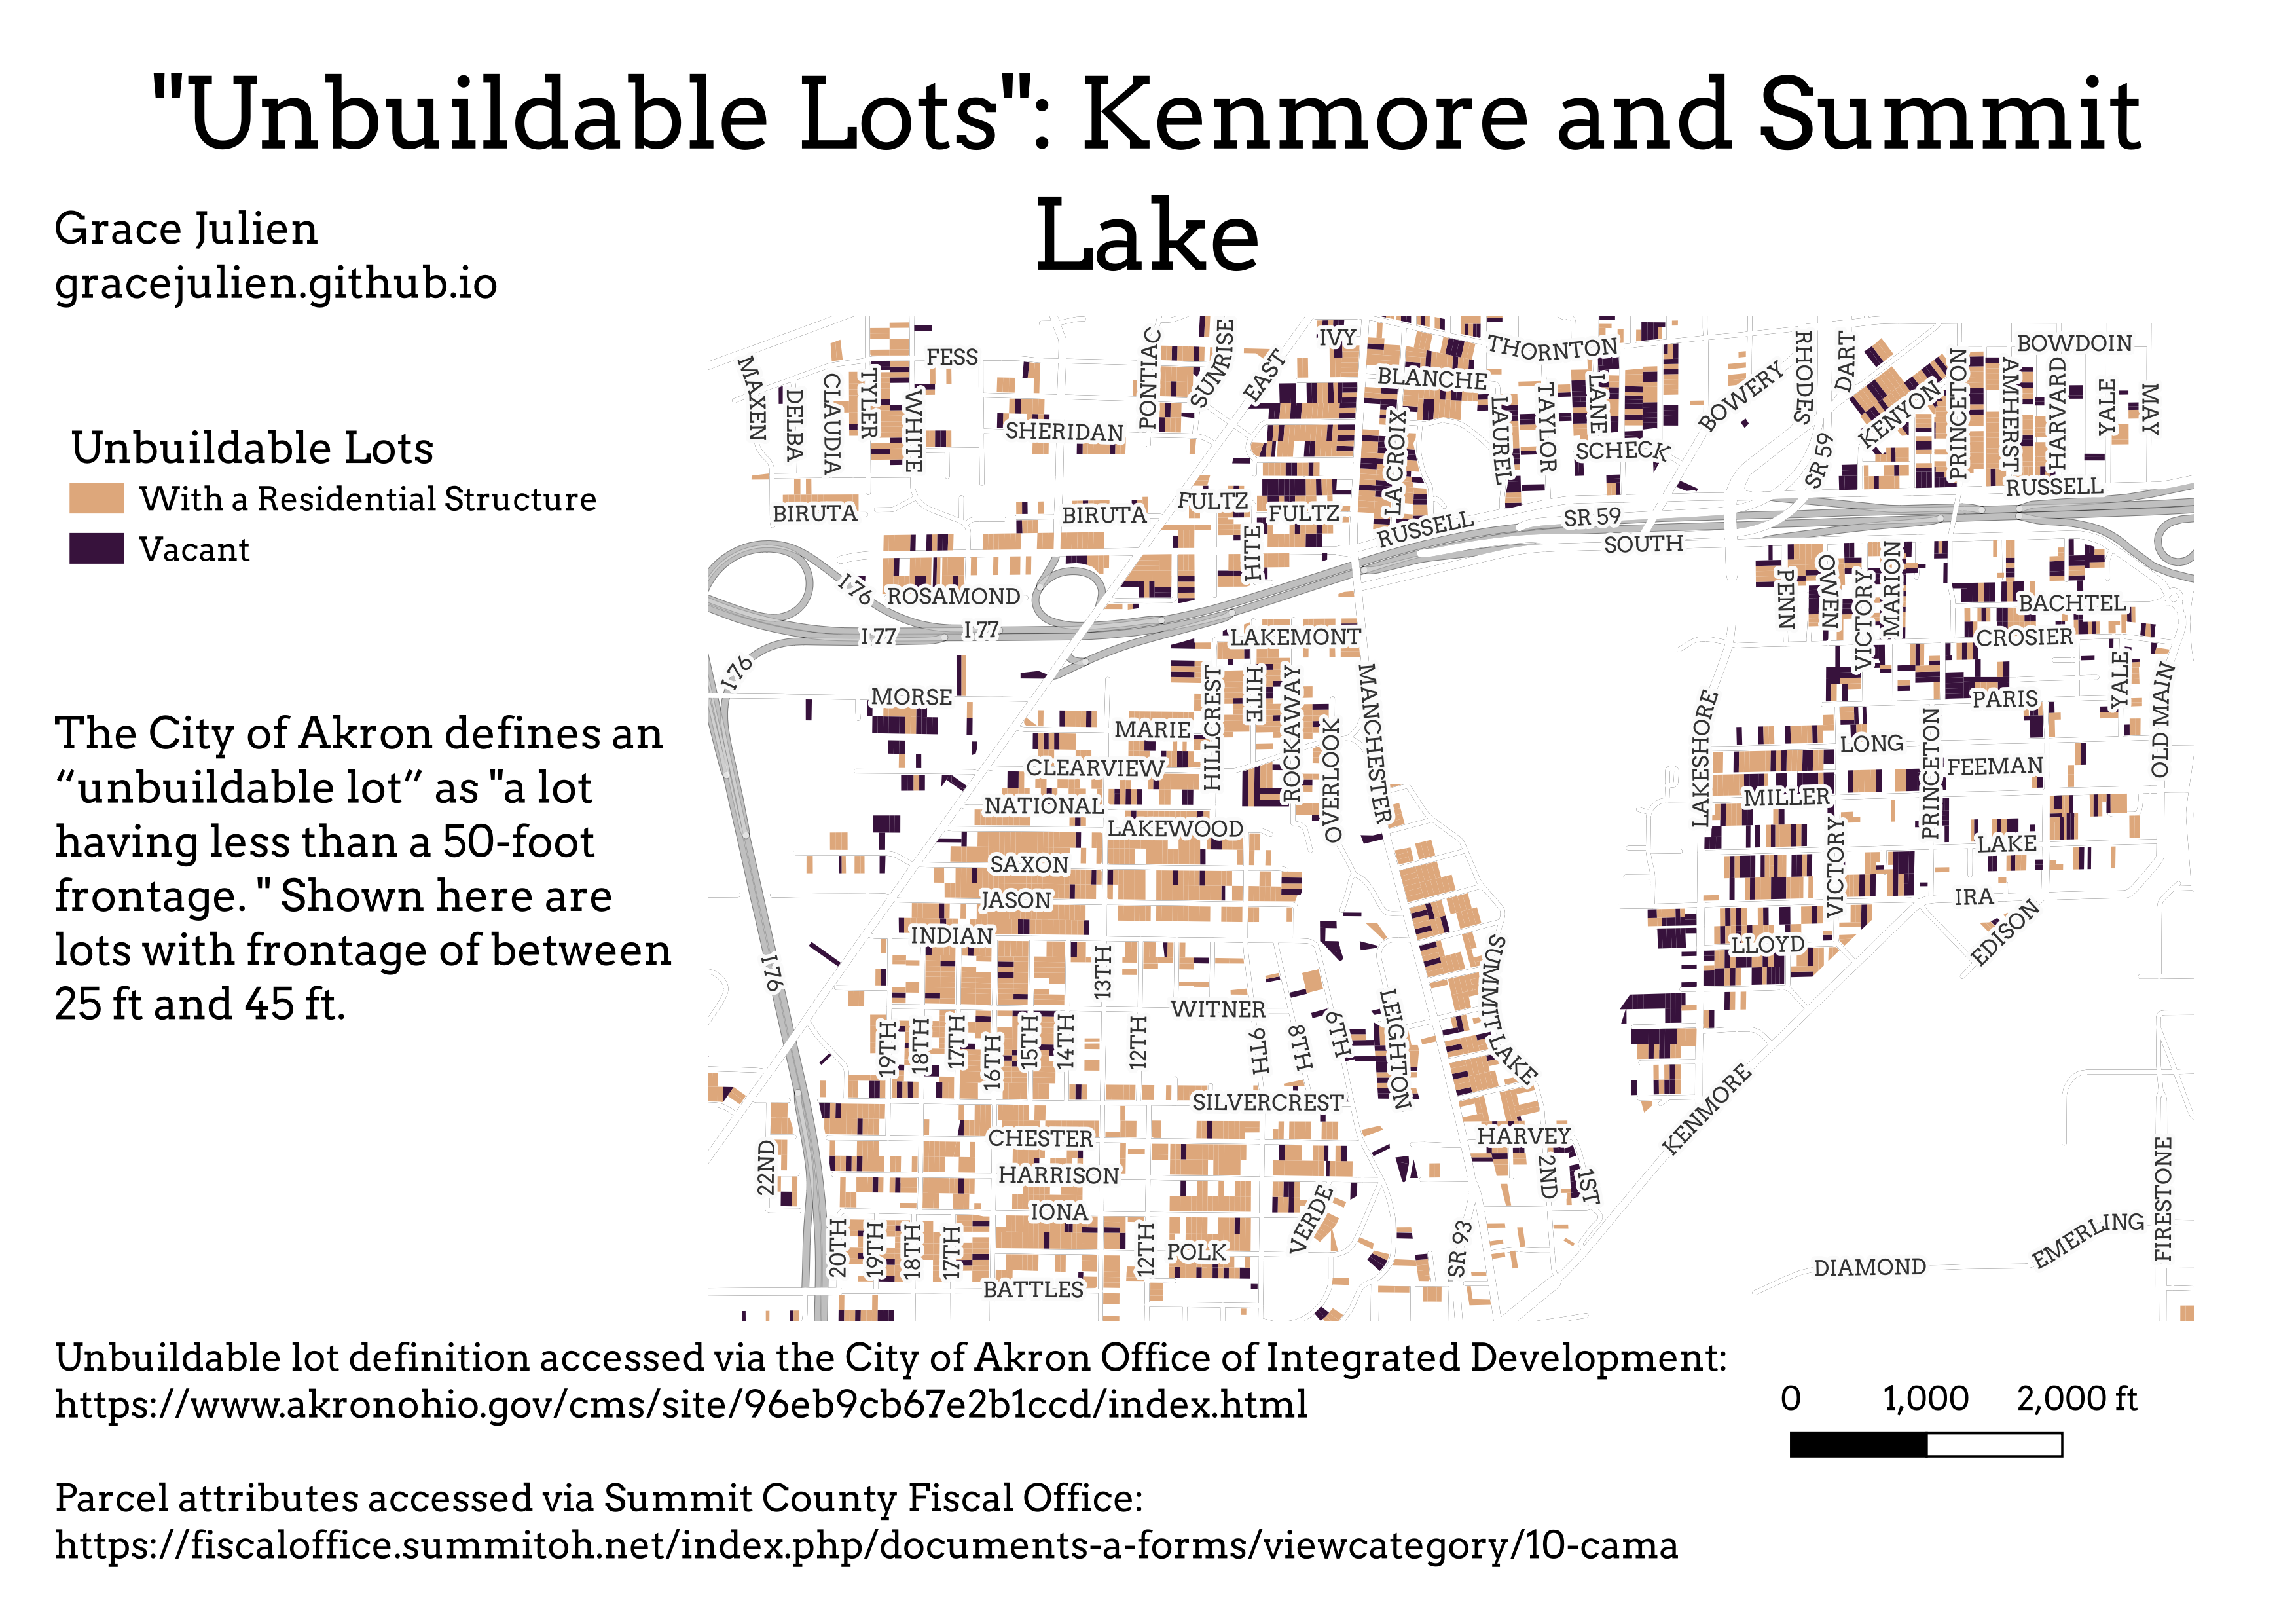 "Unbuildable Lots": Kenmore and Summit
Lake
Grace Julien
gracejulien.github.io
Unbuildable Lots
With a Residential Structure
Vacant
The City of Akron defines an
“unbuildable lot” as "a lot
having less than a 50-foot
frontage. " Shown here are
lots with frontage of between
25 ft and 45 ft.
MAXEN
DELBA
CLAUDIA
TYLER
WHITE
FESS
SHERIDAN
PONTIAC
SUNRISE
EAST
IVY
BLANCHE
THORNTON
LAUREL
TAYLOR
LANE
SCHECK
BOWERY
RHODES
DART
SR 59
KENYON
PRINCETON
AMHERST
HARVARD
BOWDOIN
YALE
MAY
BIRUTA
BIRUTA
FULTZ
FULTZ
LA CROIX
HITE
RUSSELL
SR 59
SOUTH
RUSSELL
I 76
ROSAMOND
I 77
I 77
I 76
LAKEMONT
PENN
OWEN
VICTORY
MARION
BACHTEL
CROSIER
YALE
PARIS
OLD MAIN
MORSE
MARIE
HILLCREST
HITE
ROCKAWAY
OVERLOOK
MANCHESTER
LAKESHORE
LONG
PRINCETON
FEEMAN
CLEARVIEW
NATIONAL
LAKEWOOD
MILLER
VICTORY
LAKE
SAXON
JASON
INDIAN
IRA
EDISON
LLOYD
I 76
13TH
WITNER
LEIGHTON
SUMMIT LAKE
19TH
18TH
17TH
16TH
15TH
14TH
12TH
9TH
8TH
6TH
SILVERCREST
KENMORE
CHESTER
HARVEY
22ND
HARRISON
2ND
1ST
IONA
VERDE
20TH
19TH
18TH
17TH
12TH
POLK
SR 93
BATTLES
DIAMOND
EMERLING
FIRESTONE
Unbuildable lot definition accessed via the City of Akron Office of Integrated Development:
https://www.akronohio.gov/cms/site/96eb9cb67e2b1ccd/index.html
0 1,000 2,000 ft
Parcel attributes accessed via Summit County Fiscal Office:
https://fiscaloffice.summitoh.net/index.php/documents-a-forms/viewcategory/10-cama